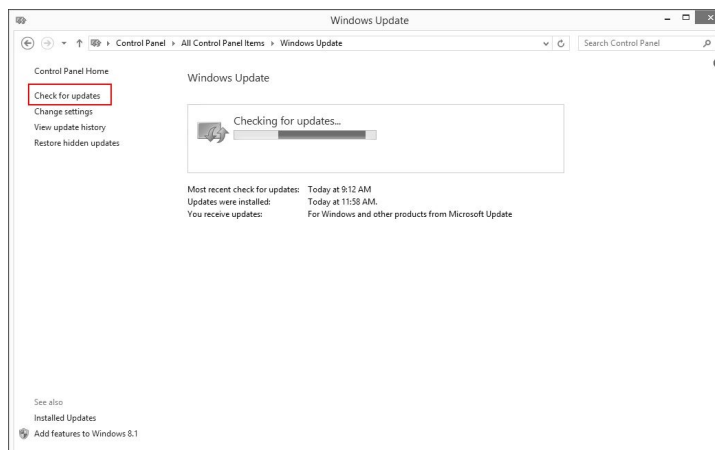 Windows Update
Control Panel ▸ All Control Panel Items ▸ Windows Update
Search Control Panel
Control Panel Home
Check for updates
Change settings
View update history
Restore hidden updates
Windows Update
Checking for updates...
Most recent check for updates: Today at 9:12 AM
Updates were installed: Today at 11:58 AM.
You receive updates: For Windows and other products from Microsoft Update
See also
Installed Updates
Add features to Windows 8.1